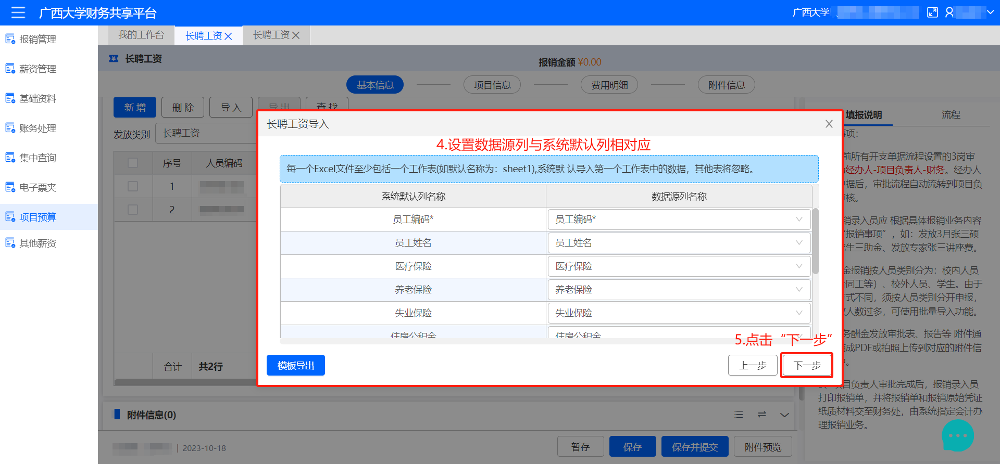 广西大学财务共享平台
广西大学
报销管理
薪资管理
基础资料
账务处理
集中查询
电子票夹
项目预算
其他薪资
我的工作台
长聘工资
长聘工资
长聘工资
报销金额 ¥0.00
基本信息
项目信息
费用明细
附件信息
新 增
删 除
导 入
导 出
查 找
发放类别
长聘工资
序号
人员编码
1
2
合计
共2行
长聘工资导入
4.设置数据源列与系统默认列相对应
每一个Excel文件至少包括一个工作表(如默认名称为：sheet1),系统默 认导入第一个工作表中的数据，其他表将忽略。
系统默认列名称
数据源列名称
员工编码*
员工编码*
员工姓名
员工姓名
医疗保险
医疗保险
养老保险
养老保险
失业保险
失业保险
住房公积金
住房公积金
5.点击“下一步”
模板导出
上一步
下一步
填报说明
流程
项：
前所有开支单据流程设置的3岗审
经办人-项目负责人-财务。经办人
据后，审批流程自动流转到项目负
核。
销录入员应 根据具体报销业务内容
“报销事项”，如：发放3月张三硕
生三助金、发放专家张三讲座费。
金报销按人员类别分为：校内人员
合同工等）、校外人员、学生。由于
方式不同，须按人员类别分开申报，
人数过多，可使用批量导入功能。
务酬金发放审批表、报告等 附件通
成PDF或拍照上传到对应的附件信
。
项目负责人审批完成后，报销录入员
打印报销单，并将报销单和报销原始凭证
纸质材料交至财务处，由系统指定会计办
理报销业务。
附件信息(0)
| 2023-10-18
暂存
保存
保存并提交
附件预览